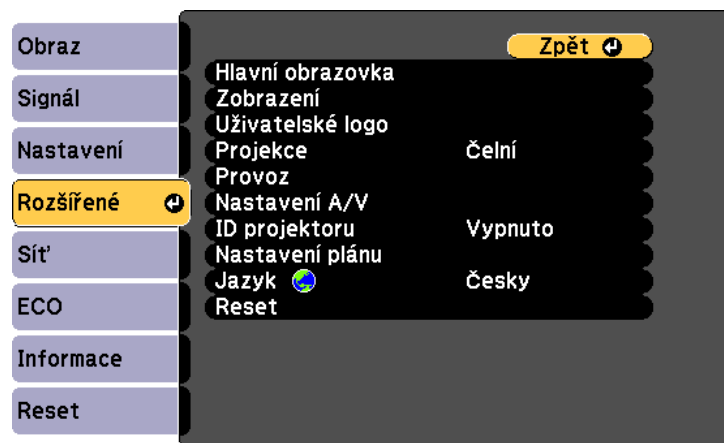 Obraz
Signál
Nastavení
Rozšířené
Síť
ECO
Informace
Reset
Zpět
Hlavní obrazovka
Zobrazení
Uživatelské logo
Projekce Čelní
Provoz
Nastavení A/V
ID projektoru Vypnuto
Nastavení plánu
Jazyk Česky
Reset